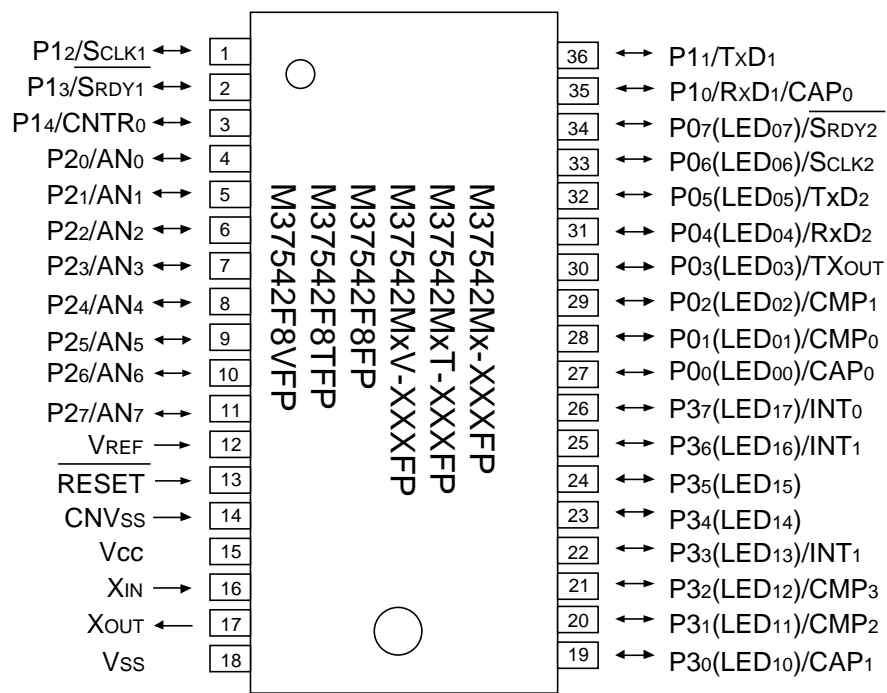 P12/SCLK1 1
P13/SRDY1 2
P14/CNTR0 3
P20/AN0 4
P21/AN1 5
P22/AN2 6
P23/AN3 7
P24/AN4 8
P25/AN5 9
P26/AN6 10
P27/AN7 11
VREF 12
RESET 13
CNVSS 14
VCC 15
XIN 16
XOUT 17
VSS 18
M37542Mx-XXXFP
M37542MxT-XXXFP
M37542MxV-XXXFP
M37542F8FP
M37542F8TFP
M37542F8VFP
36 P11/TXD1
35 P10/RXD1/CAP0
34 P07(LED07)/SRDY2
33 P06(LED06)/SCLK2
32 P05(LED05)/TxD2
31 P04(LED04)/RxD2
30 P03(LED03)/TXOUT
29 P02(LED02)/CMP1
28 P01(LED01)/CMP0
27 P00(LED00)/CAP0
26 P37(LED17)/INT0
25 P36(LED16)/INT1
24 P35(LED15)
23 P34(LED14)
22 P33(LED13)/INT1
21 P32(LED12)/CMP3
20 P31(LED11)/CMP2
19 P30(LED10)/CAP1